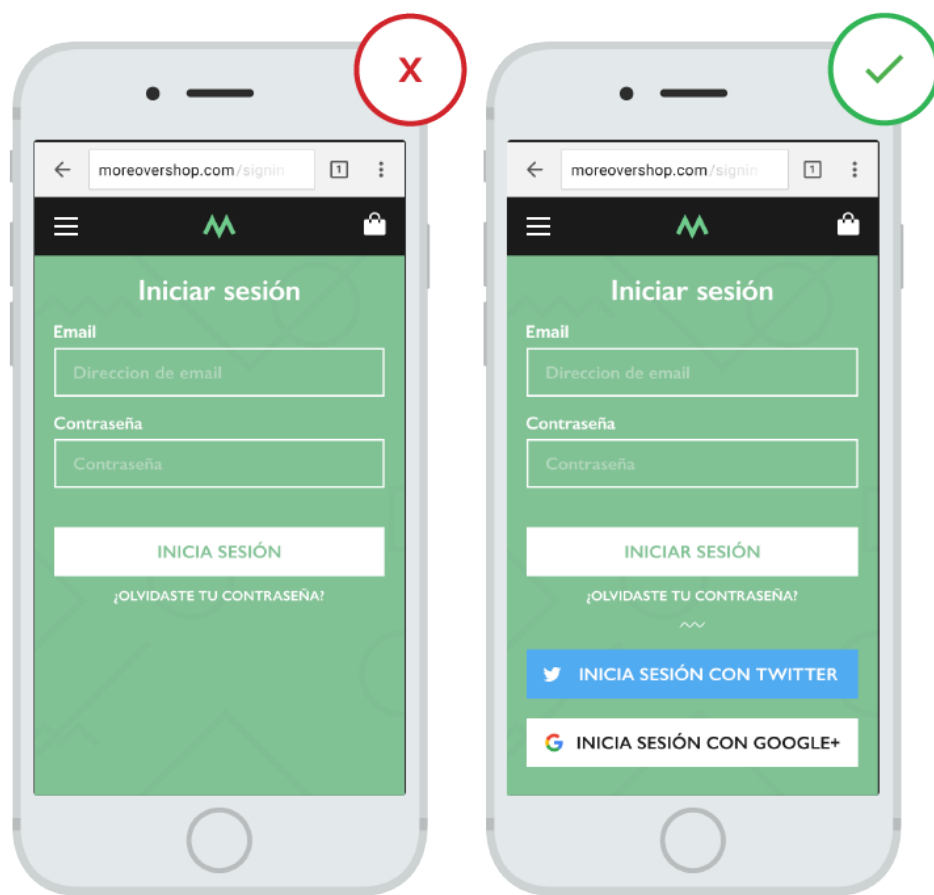 X
moreovershop.com/signin
1
Iniciar sesión
Email
Direccion de email
Contraseña
Contraseña
INICIA SESIÓN
¿OLVIDASTE TU CONTRASEÑA?
moreovershop.com/signin
1
Iniciar sesión
Email
Direccion de email
Contraseña
Contraseña
INICIAR SESIÓN
¿OLVIDASTE TU CONTRASEÑA?
INICIA SESIÓN CON TWITTER
G INICIA SESIÓN CON GOOGLE+